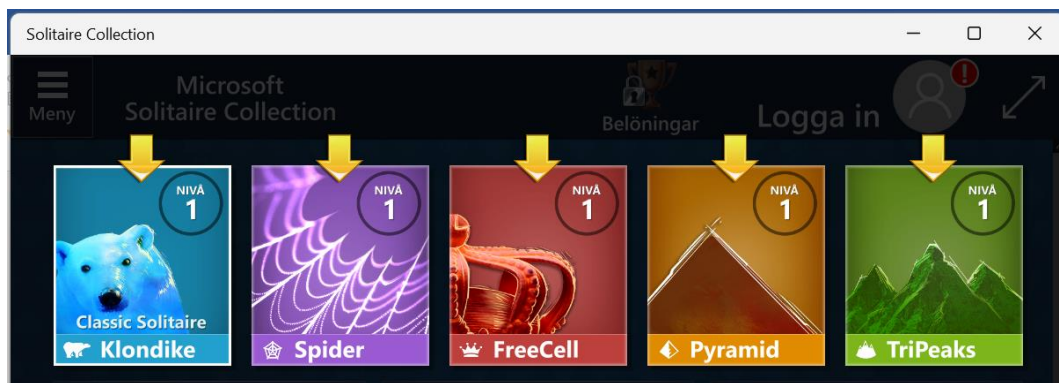 Solitaire Collection
Meny
Microsoft
Solitaire Collection
Belöningar
Logga in
NIVÅ
1
Classic Solitaire
Klondike
NIVÅ
1
Spider
NIVÅ
1
FreeCell
NIVÅ
1
Pyramid
NIVÅ
1
TriPeaks